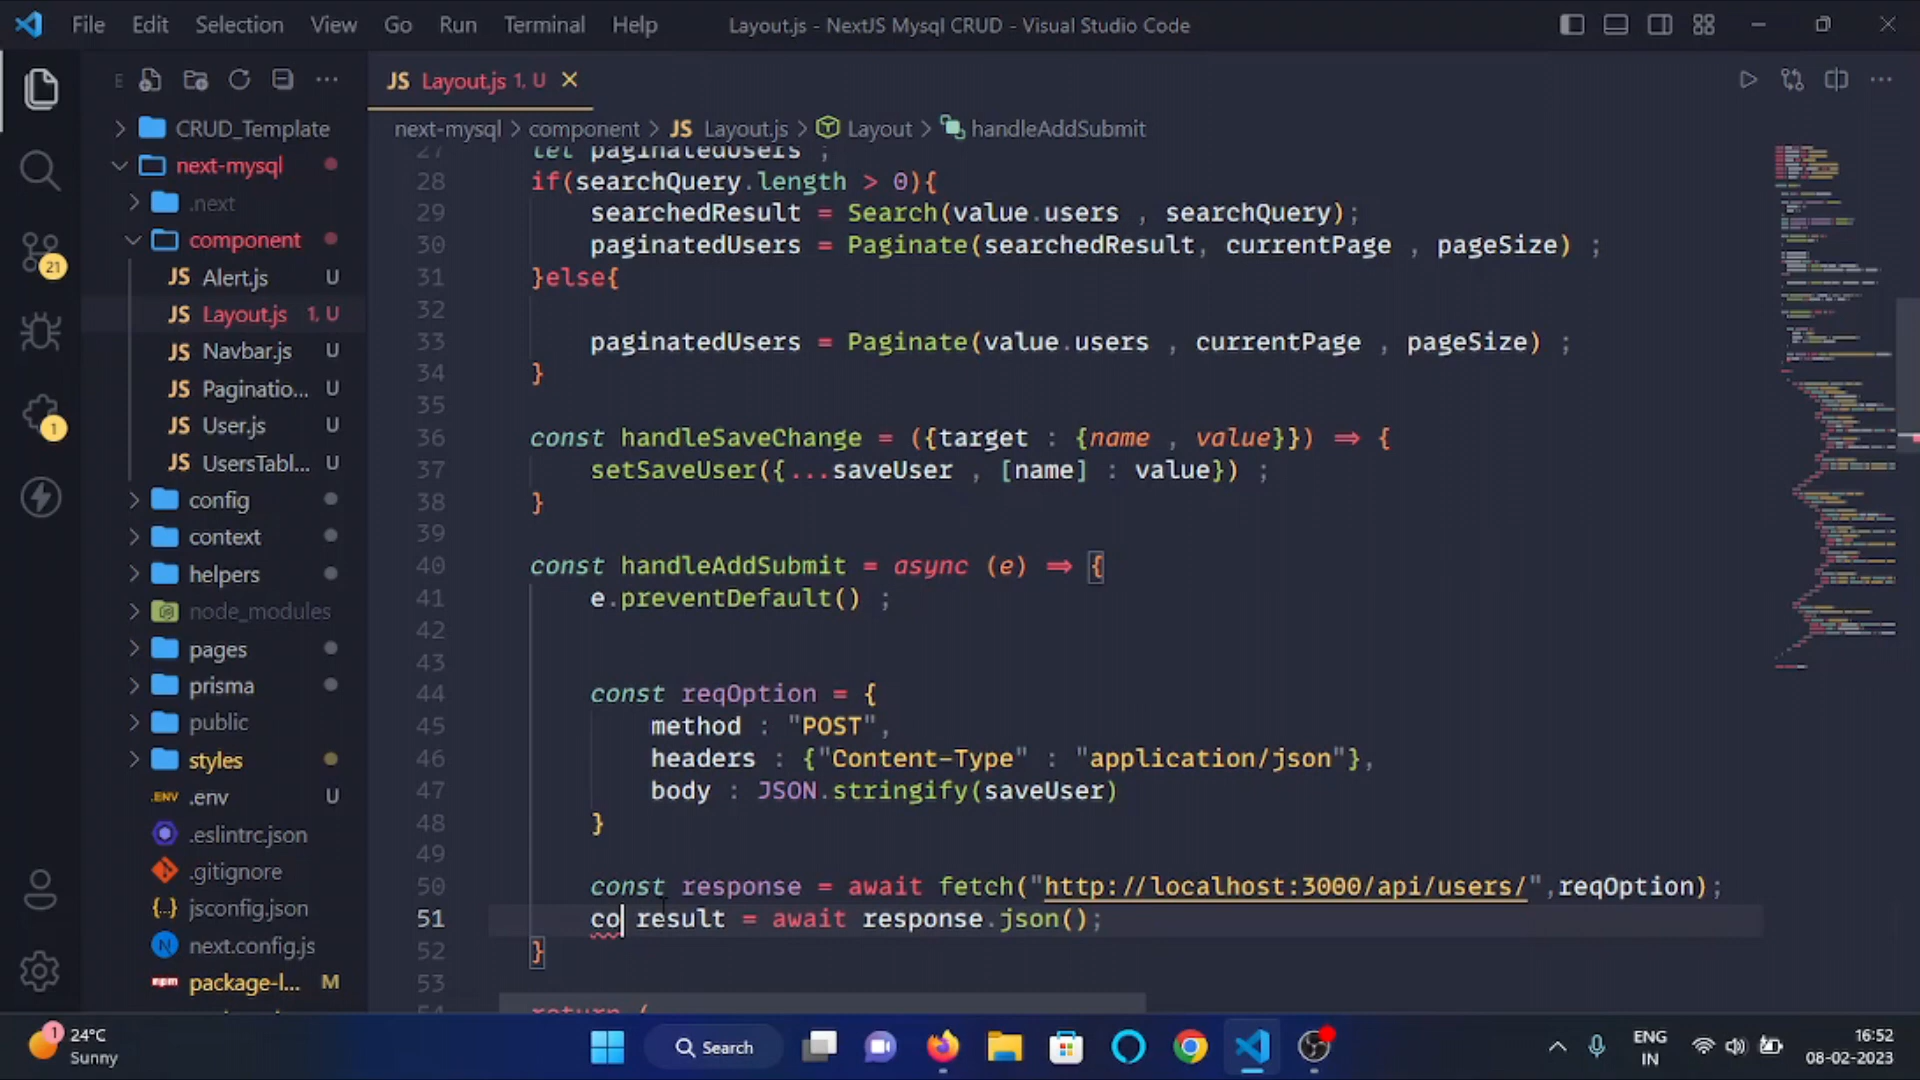 File Edit Selection View Go Run Terminal Help
Layout.js - NextJS Mysql CRUD - Visual Studio Code
E
JS Layout.js 1, U
next-mysql > component > JS Layout.js > Layout > handleAddSubmit
CRUD_Template
next-mysql
.next
component
JS Alert.js U
JS Layout.js 1, U
JS Navbar.js U
JS Paginatio... U
JS User.js U
JS UsersTabl... U
config
context
helpers
node_modules
pages
prisma
public
styles
.ENV .env U
.eslintrc.json
.gitignore
{..} jsconfig.json
N next.config.js
npm package-l... M
21
1
27 let paginatedUsers ;
28 if(searchQuery.length > 0){
29 searchedResult = Search(value.users , searchQuery);
30 paginatedUsers = Paginate(searchedResult, currentPage , pageSize) ;
31 }else{
32
33 paginatedUsers = Paginate(value.users , currentPage , pageSize) ;
34 }
35
36 const handleSaveChange = ({target : {name , value}}) => {
37 setSaveUser({...saveUser , [name] : value}) ;
38 }
39
40 const handleAddSubmit = async (e) => {
41 e.preventDefault() ;
42
43
44 const reqOption = {
45 method : "POST",
46 headers : {"Content-Type" : "application/json"},
47 body : JSON.stringify(saveUser)
48 }
49
50 const response = await fetch("http://localhost:3000/api/users/",reqOption);
51 co result = await response.json();
52 }
53
54 return (
1
24°C
Sunny
Search
ENG
IN
16:52
08-02-2023